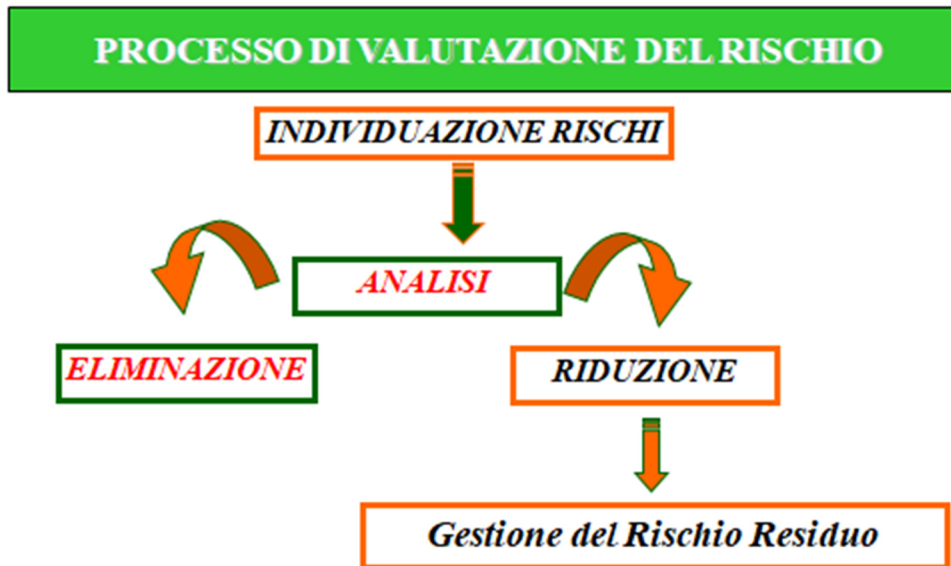 PROCESSO DI VALUTAZIONE DEL RISCHIO
INDIVIDUAZIONE RISCHI
ANALISI
ELIMINAZIONE
RIDUZIONE
Gestione del Rischio Residuo